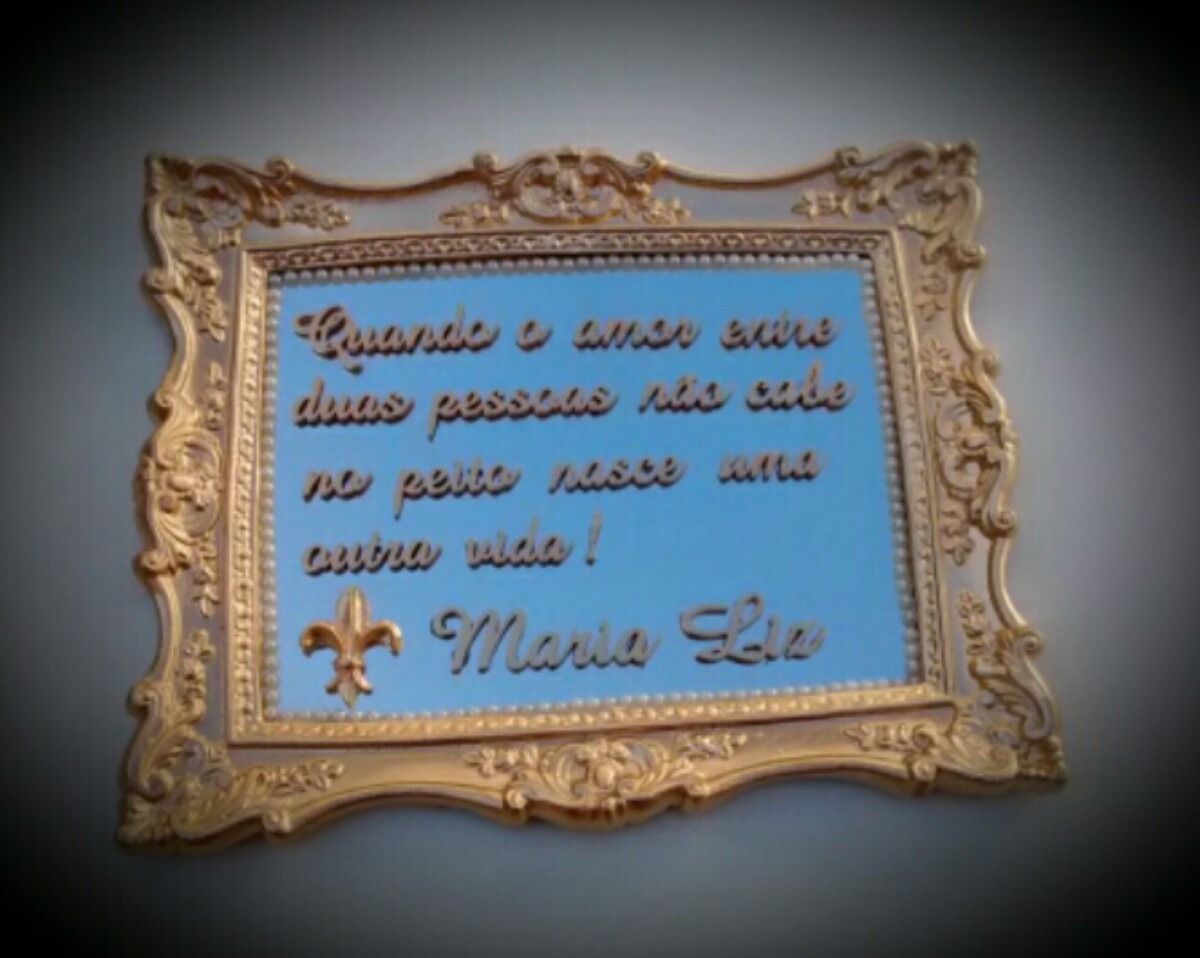 Quando o amor entre
duas pessoas não cabe
no peito nasce uma
outra vida!
Maria Liz